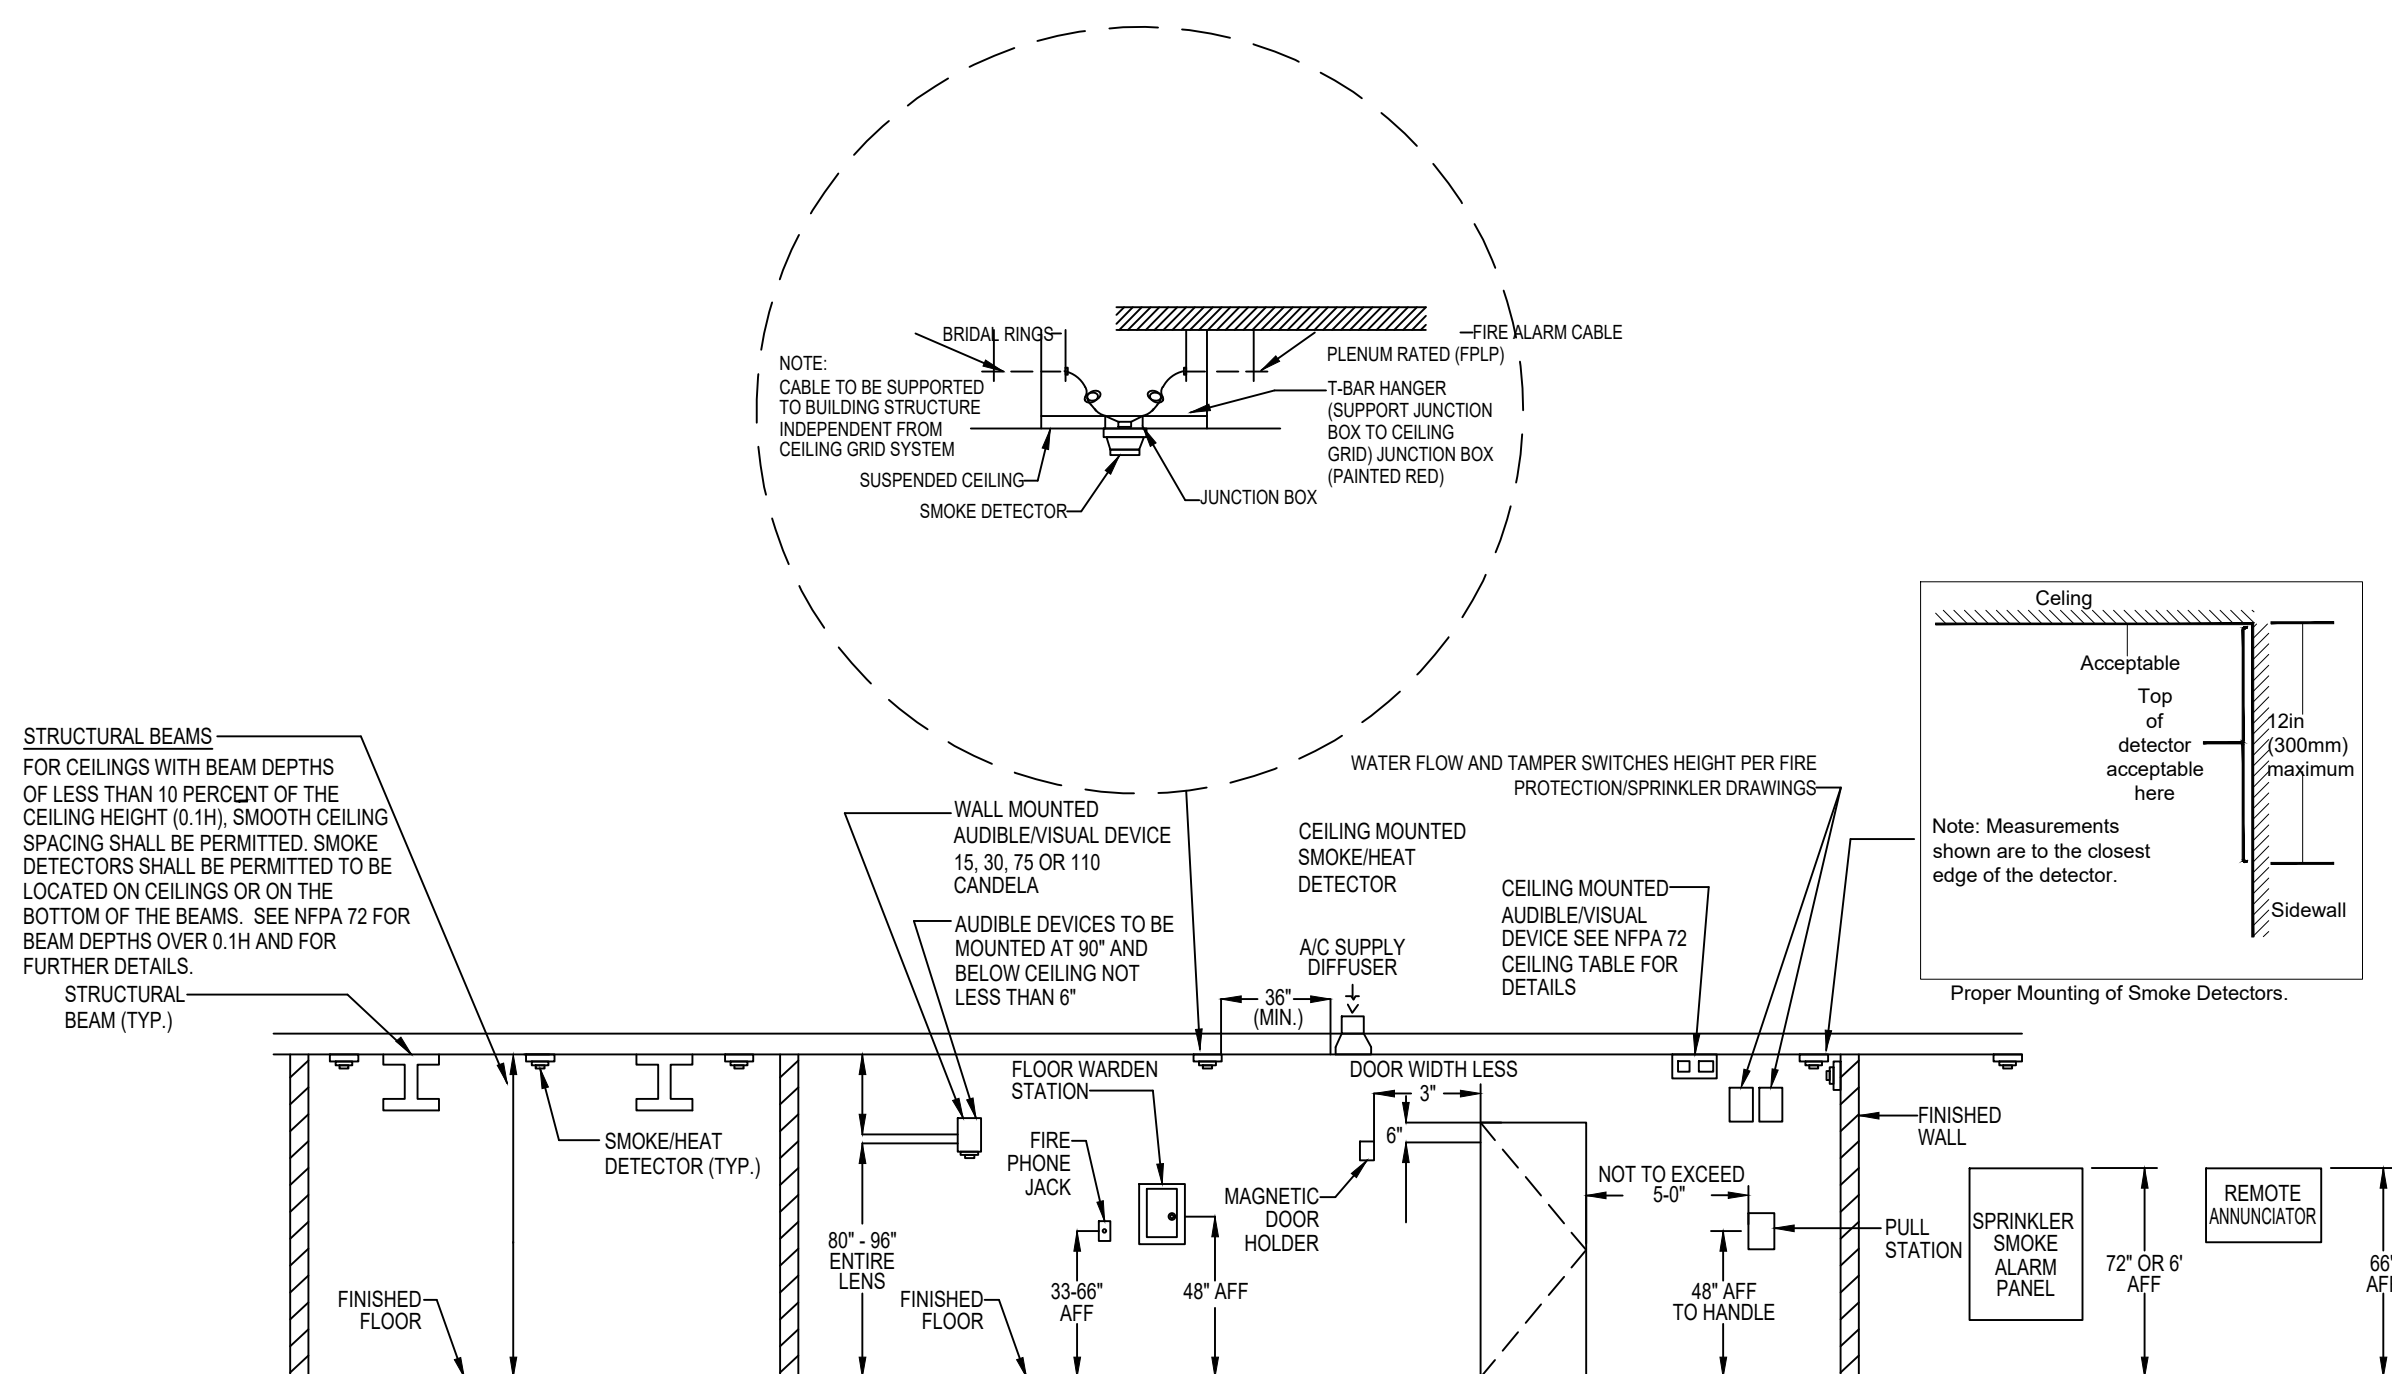 BRIDAL RINGS
FIRE ALARM CABLE
PLENUM RATED (FPLP)
NOTE:
CABLE TO BE SUPPORTED
TO BUILDING STRUCTURE
INDEPENDENT FROM
CEILING GRID SYSTEM
T-BAR HANGER
(SUPPORT JUNCTION
BOX TO CEILING
GRID) JUNCTION BOX
(PAINTED RED)
SUSPENDED CEILING
SMOKE DETECTOR
JUNCTION BOX
Celing
Acceptable
Top
of
detector
acceptable
here
12in
(300mm)
maximum
Note: Measurements
shown are to the closest
edge of the detector.
Sidewall
Proper Mounting of Smoke Detectors.
STRUCTURAL BEAMS
FOR CEILINGS WITH BEAM DEPTHS
OF LESS THAN 10 PERCENT OF THE
CEILING HEIGHT (0.1H), SMOOTH CEILING
SPACING SHALL BE PERMITTED. SMOKE
DETECTORS SHALL BE PERMITTED TO BE
LOCATED ON CEILINGS OR ON THE
BOTTOM OF THE BEAMS.  SEE NFPA 72 FOR
BEAM DEPTHS OVER 0.1H AND FOR
FURTHER DETAILS.
STRUCTURAL
BEAM (TYP.)
WALL MOUNTED
AUDIBLE/VISUAL DEVICE
15, 30, 75 OR 110
CANDELA
AUDIBLE DEVICES TO BE
MOUNTED AT 90" AND
BELOW CEILING NOT
LESS THAN 6"
WATER FLOW AND TAMPER SWITCHES HEIGHT PER FIRE
PROTECTION/SPRINKLER DRAWINGS
CEILING MOUNTED
SMOKE/HEAT
DETECTOR
A/C SUPPLY
DIFFUSER
36"
(MIN.)
CEILING MOUNTED
AUDIBLE/VISUAL
DEVICE SEE NFPA 72
CEILING TABLE FOR
DETAILS
SMOKE/HEAT
DETECTOR (TYP.)
FLOOR WARDEN
STATION
FIRE
PHONE
JACK
DOOR WIDTH LESS
3"
6"
MAGNETIC
DOOR
HOLDER
NOT TO EXCEED
5-0"
FINISHED
WALL
PULL
STATION
SPRINKLER
SMOKE
ALARM
PANEL
REMOTE
ANNUNCIATOR
FINISHED
FLOOR
80" - 96"
ENTIRE
LENS
FINISHED
FLOOR
33-66"
AFF
48" AFF
48" AFF
TO HANDLE
72" OR 6'
AFF
66"
AFF